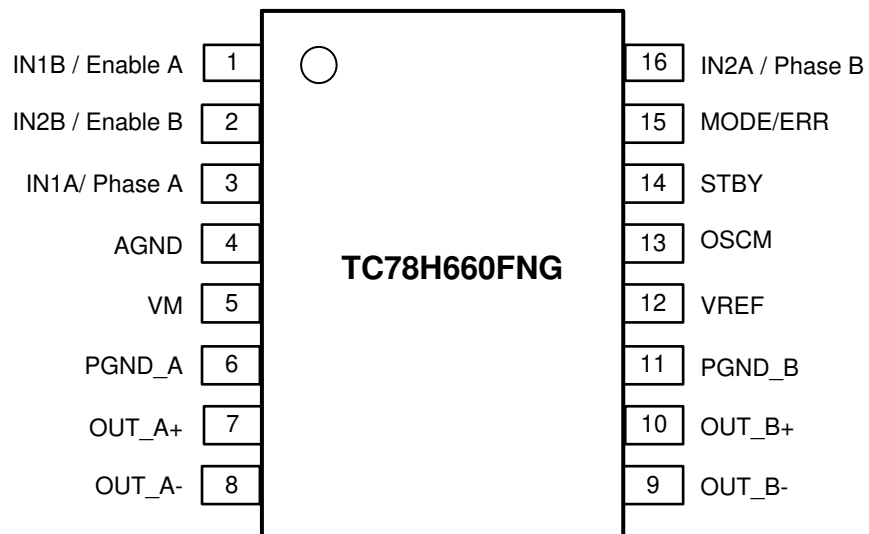 IN1B / Enable A 1
16 IN2A / Phase B
IN2B / Enable B 2
15 MODE/ERR
IN1A/ Phase A 3
14 STBY
AGND 4
13 OSCM
TC78H660FNG
VM 5
12 VREF
PGND_A 6
11 PGND_B
OUT_A+ 7
10 OUT_B+
OUT_A- 8
9 OUT_B-